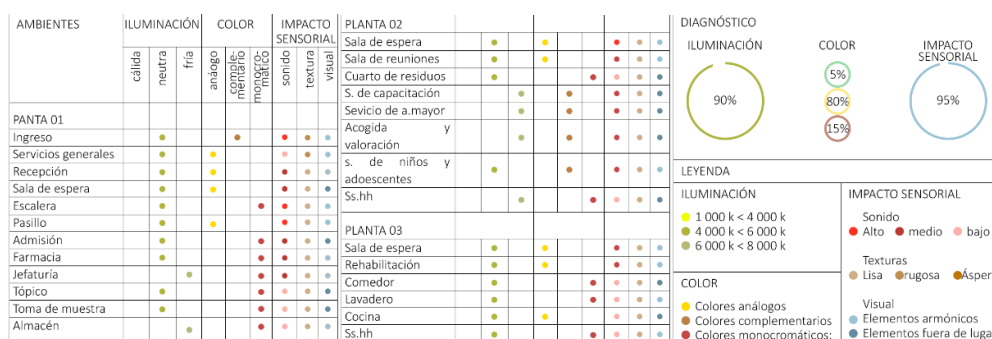 AMBIENTES
ILUMINACIÓN
COLOR
IMPACTO
SENSORIAL
cálida
neutra
fría
anáogo
comple-
mentário
monocro-
mático
sonido
textura
visual
PANTA 01
Ingreso
Servicios generales
Recepción
Sala de espera
Escalera
Pasillo
Admisión
Farmacia
Jefaturía
Tópico
Toma de muestra
Almacén
PLANTA 02
Sala de espera
Sala de reuniones
Cuarto de residuos
S. de capacitación
Sevicio de a.mayor
Acogida y
valoración
s. de niños y
adoescentes
Ss.hh
PLANTA 03
Sala de espera
Rehabilitación
Comedor
Lavadero
Cocina
Ss.hh
DIAGNÓSTICO
ILUMINACIÓN
90%
COLOR
5%
80%
15%
IMPACTO
SENSORIAL
95%
LEYENDA
ILUMINACIÓN
1 000 k < 4 000 k
4 000 k < 6 000 k
6 000 k < 8 000 k
COLOR
Colores análogos
Colores complementarios
Colores monocromáticos:
IMPACTO SENSORIAL
Sonido
Alto medio bajo
Texturas
Lisa rugosa Ásper
Visual
Elementos armónicos
Elementos fuera de luga